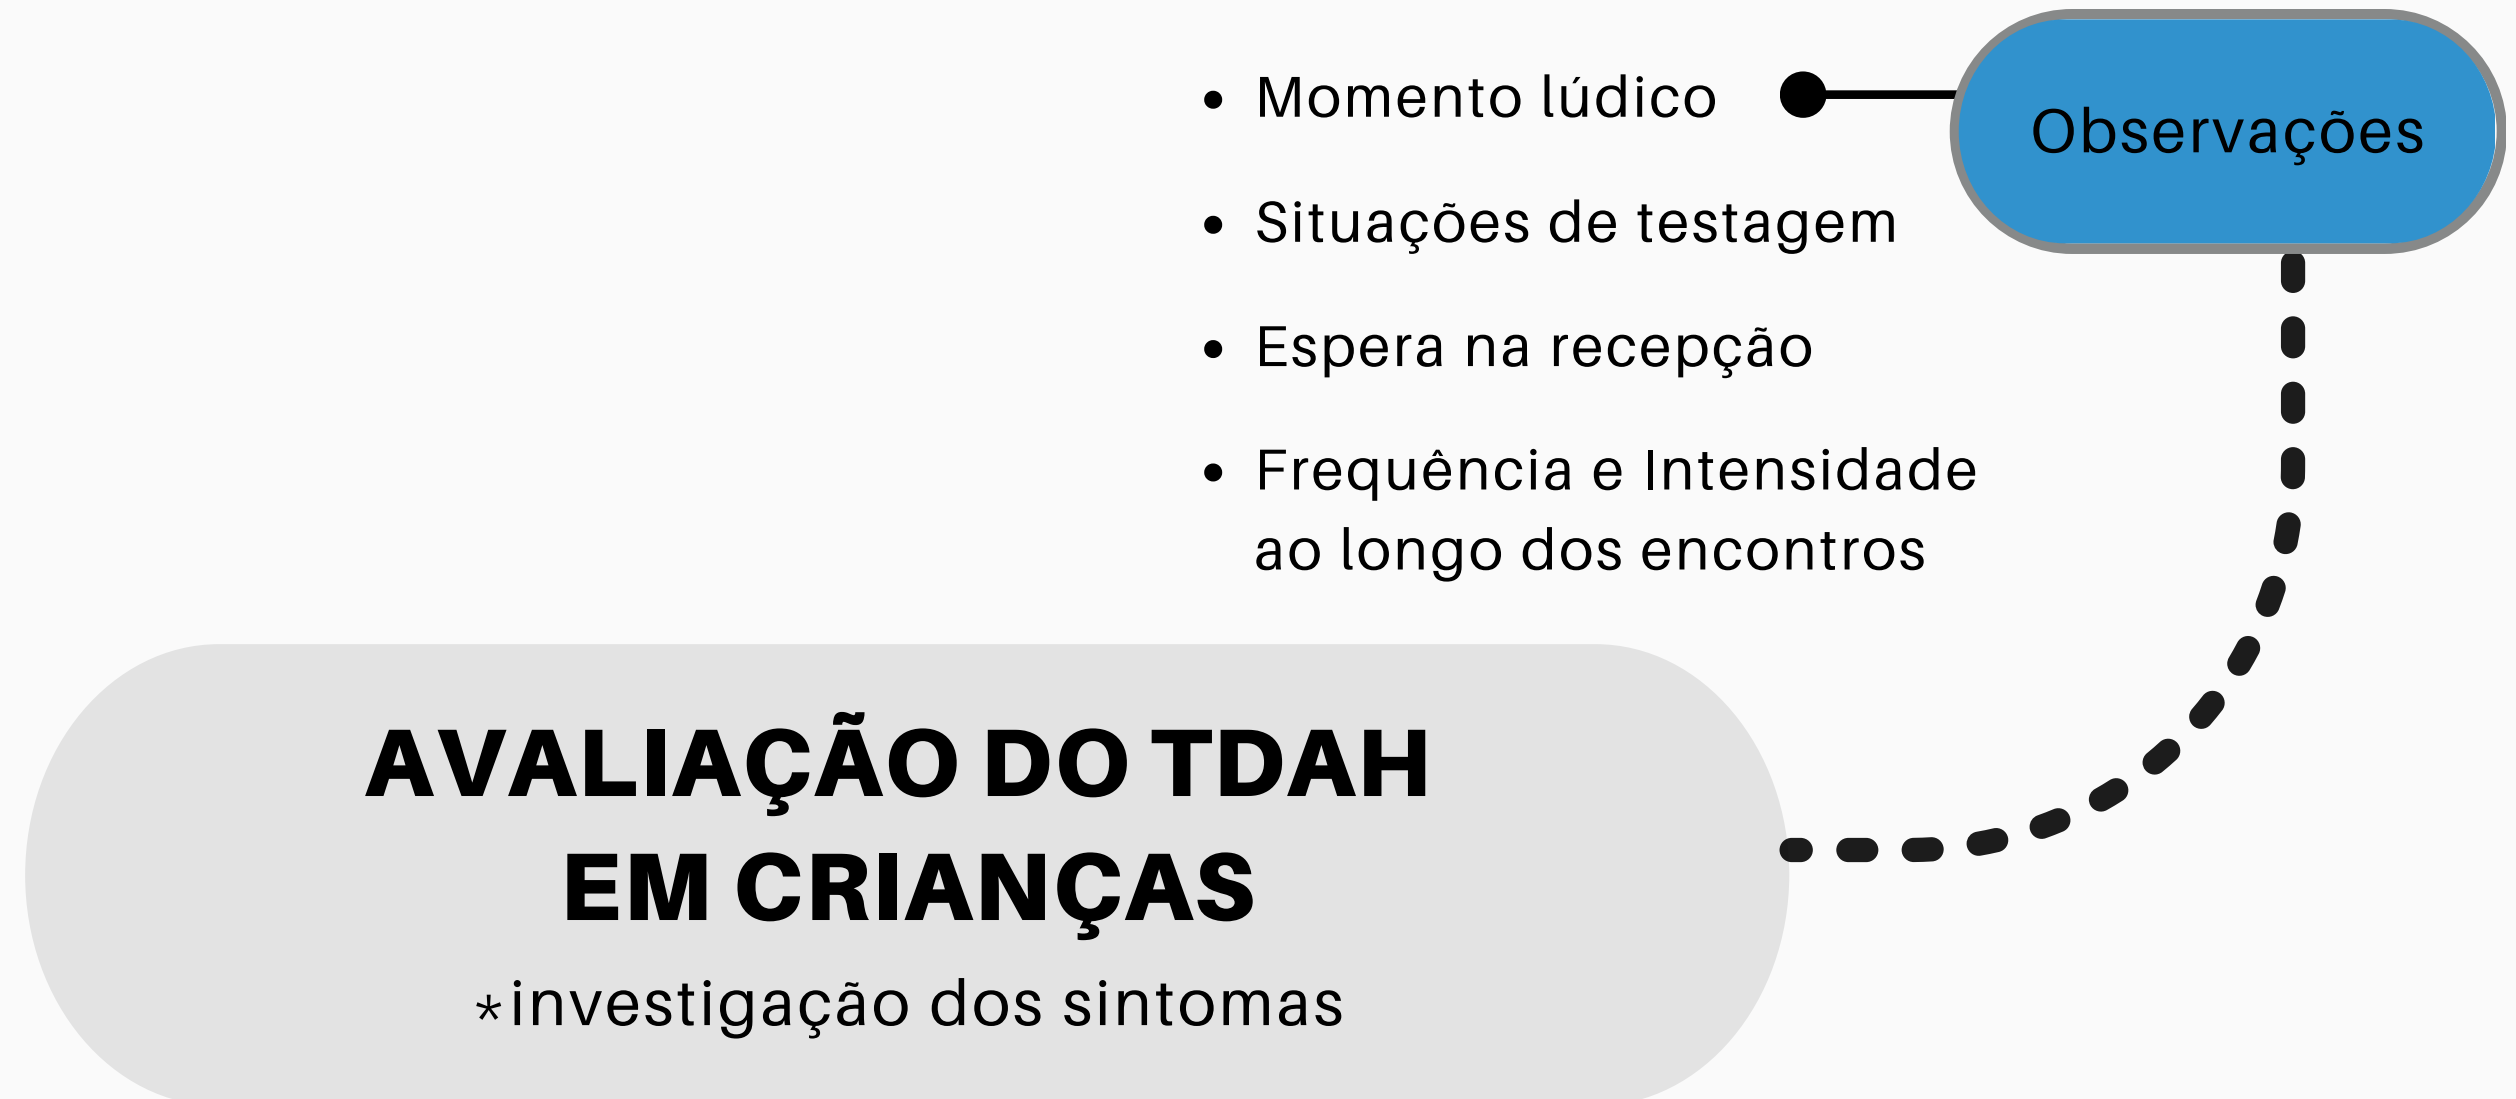 Observações
• Momento lúdico
• Situações de testagem
• Espera na recepção
• Frequência e Intensidade
ao longo dos encontros
AVALIAÇÃO DO TDAH
EM CRIANÇAS
*investigação dos sintomas